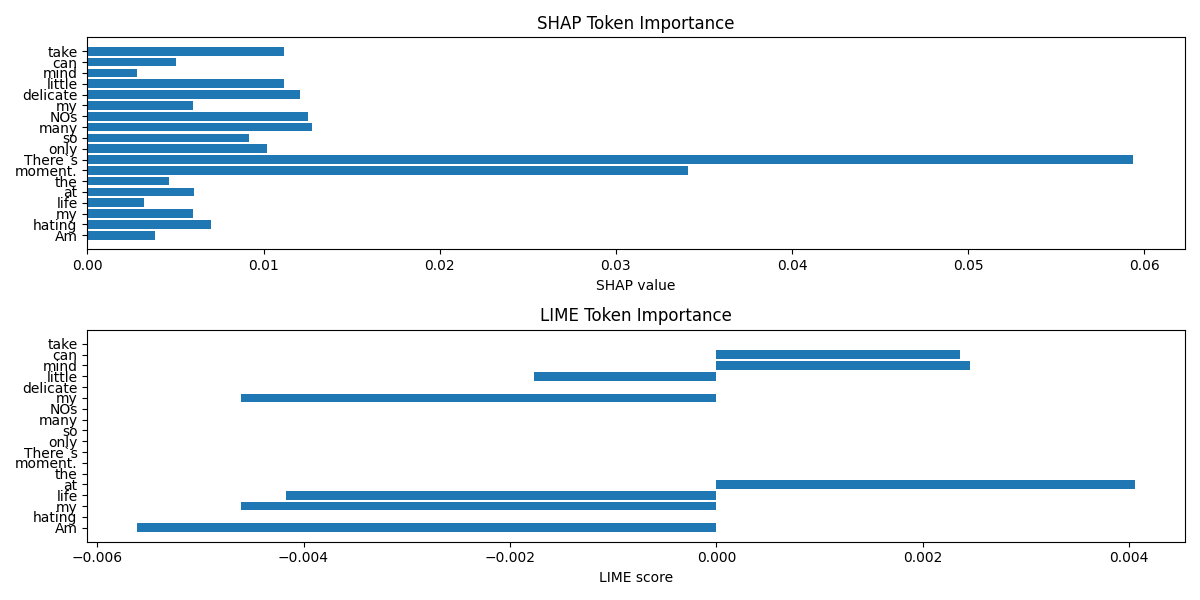 SHAP Token Importance
take
can
mind
little
delicate
my
NOs
many
so
only
There`s
moment.
the
at
life
my
hating
Am
0.00 0.01 0.02 0.03 0.04 0.05 0.06
SHAP value
LIME Token Importance
take
can
mind
little
delicate
my
NOs
many
so
only
There`s
moment.
the
at
life
my
hating
Am
−0.006 −0.004 −0.002 0.000 0.002 0.004
LIME score